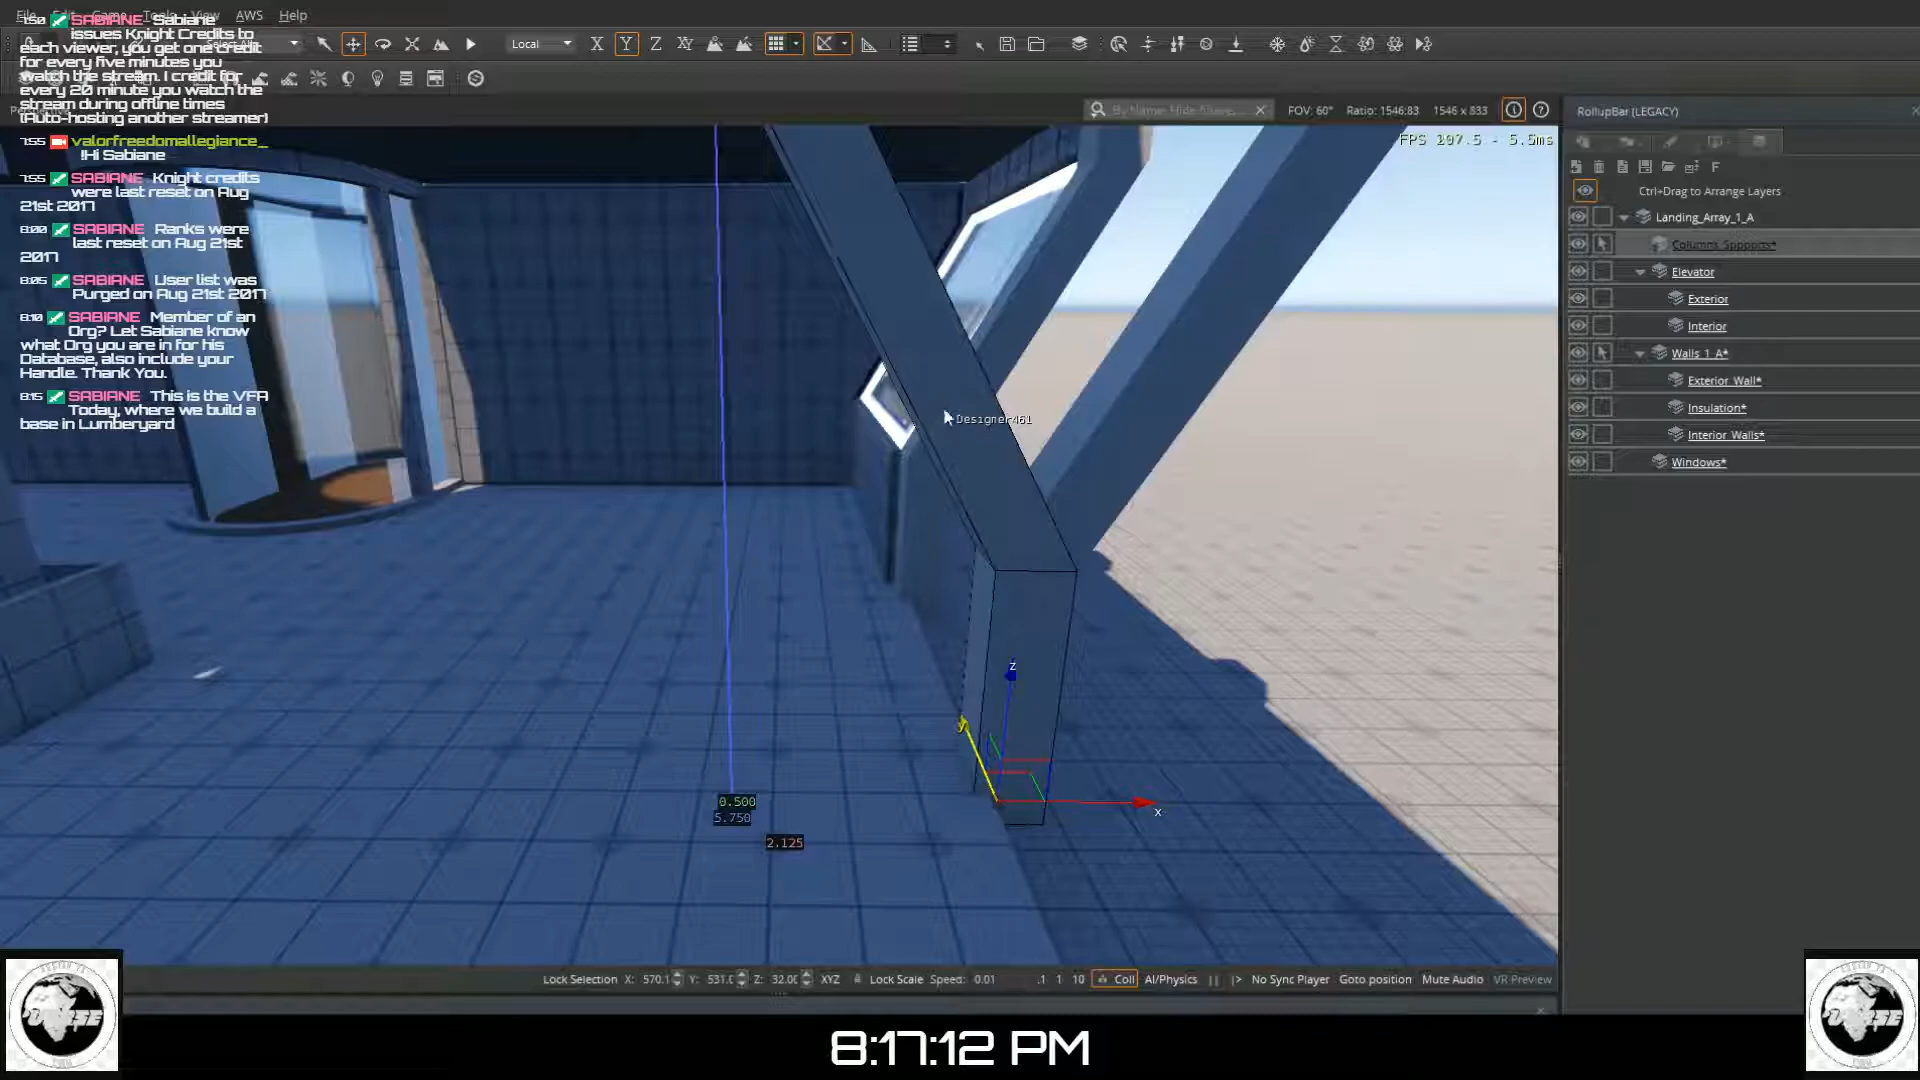 File Edit Game Tools View AWS Help
Select All
Local
X Y Z XY
7:50 SABIANE Sabiane
issues Knight Credits to
each viewer, you get one credit
for every five minutes you
watch the stream. 1 credit for
every 20 minute you watch the
stream during offline times
(Auto-hosting another streamer)
7:55 valorfreedomallegiance_
!Hi Sabiane
7:55 SABIANE Knight credits
were last reset on Aug
21st 2017
8:00 SABIANE Ranks were
last reset on Aug 21st
2017
8:05 SABIANE User list was
Purged on Aug 21st 2017
8:10 SABIANE Member of an
Org? Let Sabiane know
what Org you are in for his
Database, also include your
Handle. Thank You.
8:15 SABIANE This is the VFA
Today, where we build a
base in Lumberyard
FOV: 60° Ratio: 1546:83 1546 x 833
FPS 207.5 - 5.5ms
RollupBar (LEGACY)
F
Ctrl+Drag to Arrange Layers
Landing_Array_1_A
Columns_Supports*
Elevator
Exterior
Interior
Walls_1_A*
Exterior_Wall*
Insulation*
Interior_Walls*
Windows*
Designer461
z
y
x
0.500
5.750
2.125
Lock Selection X: 570.1 Y: 531.0 Z: 32.00 XYZ Lock Scale Speed: 0.01 .1 1 10 Coll AI/Physics No Sync Player Goto position Mute Audio VR Preview
8:17:12 PM